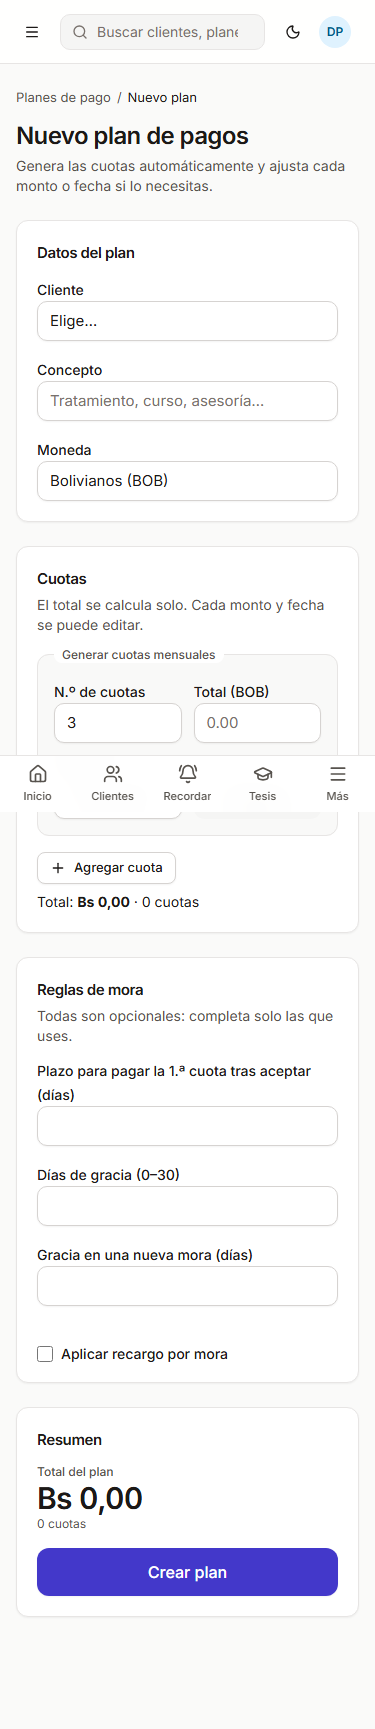 Buscar clientes, plane
DP
Planes de pago / Nuevo plan
Nuevo plan de pagos
Genera las cuotas automáticamente y ajusta cada
monto o fecha si lo necesitas.
Datos del plan
Cliente
Elige...
Concepto
Tratamiento, curso, asesoría...
Moneda
Bolivianos (BOB)
Cuotas
El total se calcula solo. Cada monto y fecha
se puede editar.
Generar cuotas mensuales
N.º de cuotas Total (BOB)
3 0.00
Inicio Clientes Recordar Tesis Más
Agregar cuota
Total: Bs 0,00 · 0 cuotas
Reglas de mora
Todas son opcionales: completa solo las que
uses.
Plazo para pagar la 1.ª cuota tras aceptar
(días)
Días de gracia (0–30)
Gracia en una nueva mora (días)
Aplicar recargo por mora
Resumen
Total del plan
Bs 0,00
0 cuotas
Crear plan